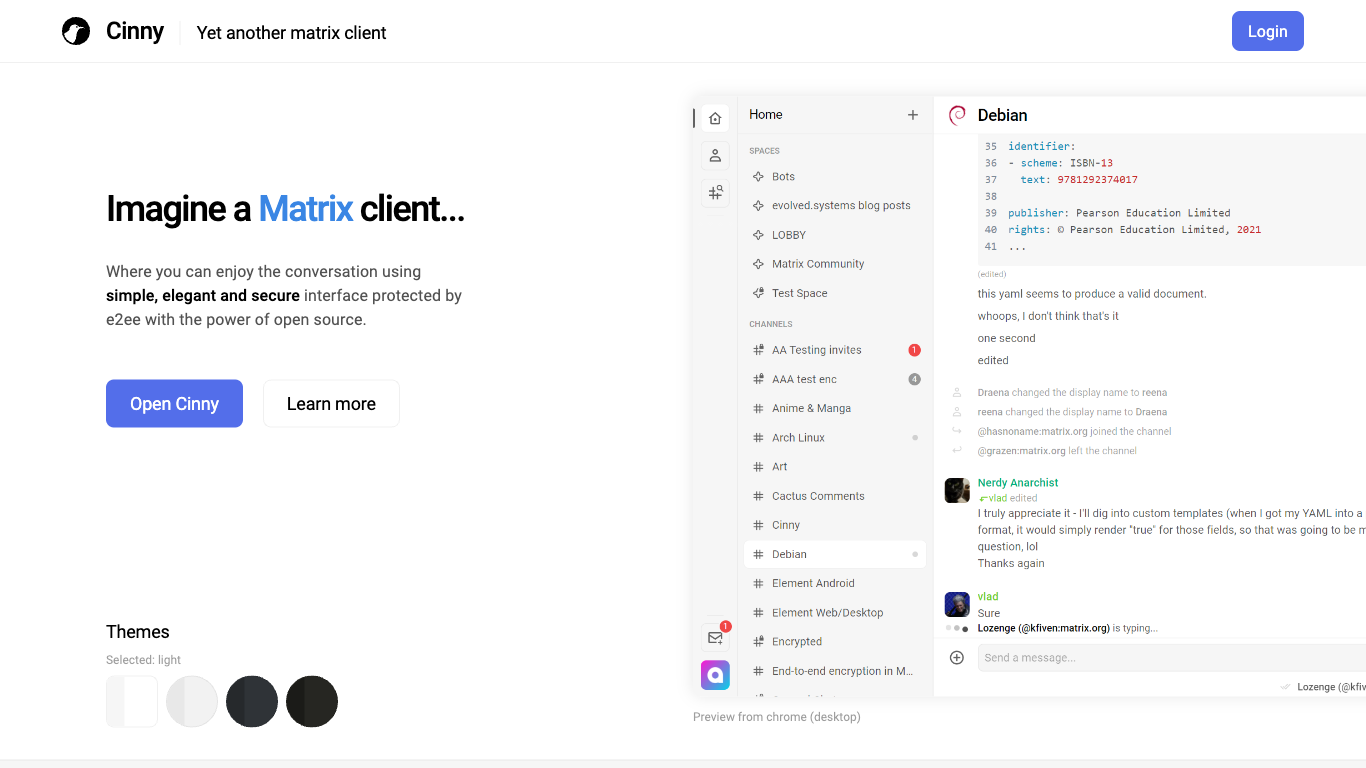 Cinny
Yet another matrix client
Login
Imagine a Matrix client...
Where you can enjoy the conversation using
simple, elegant and secure interface protected by
e2ee with the power of open source.
Open Cinny
Learn more
Themes
Selected: light
Home
SPACES
Bots
evolved.systems blog posts
LOBBY
Matrix Community
Test Space
CHANNELS
AA Testing invites
1
AAA test enc
4
Anime & Manga
Arch Linux
Art
Cactus Comments
Cinny
Debian
Element Android
Element Web/Desktop
Encrypted
End-to-end encryption in M...
1
Debian
35 identifier:
36 - scheme: ISBN-13
37 text: 9781292374017
38
39 publisher: Pearson Education Limited
40 rights: © Pearson Education Limited, 2021
41 ...
(edited)
this yaml seems to produce a valid document.
whoops, I don't think that's it
one second
edited
Draena changed the display name to reena
reena changed the display name to Draena
@hasnoname:matrix.org joined the channel
@grazen:matrix.org left the channel
Nerdy Anarchist
vlad edited
I truly appreciate it - I'll dig into custom templates (when I got my YAML into a
format, it would simply render "true" for those fields, so that was going to be m
question, lol
Thanks again
vlad
Sure
Lozenge (@kfiven:matrix.org) is typing...
Send a message...
Lozenge (@kfiv
Preview from chrome (desktop)